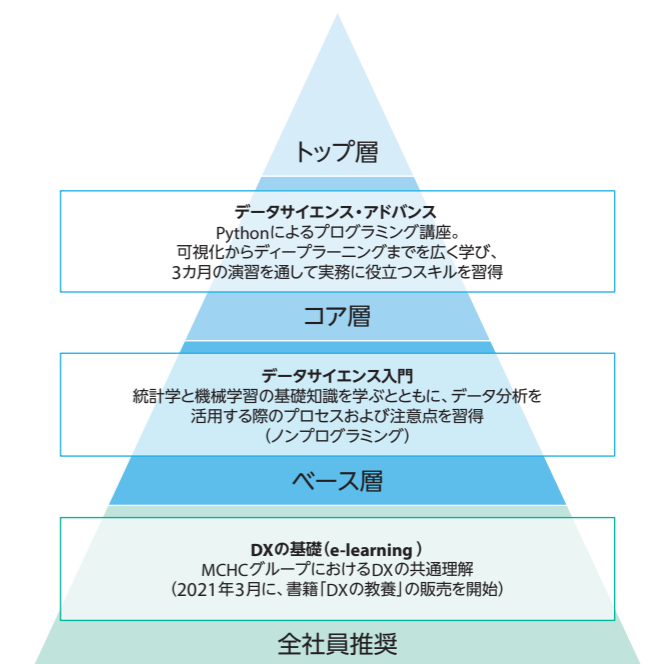 トップ層
データサイエンス・アドバンス
Pythonによるプログラミング講座。
可視化からディープラーニングまでを広く学び、
3カ月の演習を通して実務に役立つスキルを習得
コア層
データサイエンス入門
統計学と機械学習の基礎知識を学ぶとともに、データ分析を
活用する際のプロセスおよび注意点を習得
(ノンプログラミング)
ベース層
DXの基礎(e-learning )
MCHCグループにおけるDXの共通理解
(2021年3月に、書籍「DXの教養」の販売を開始)
全社員推奨